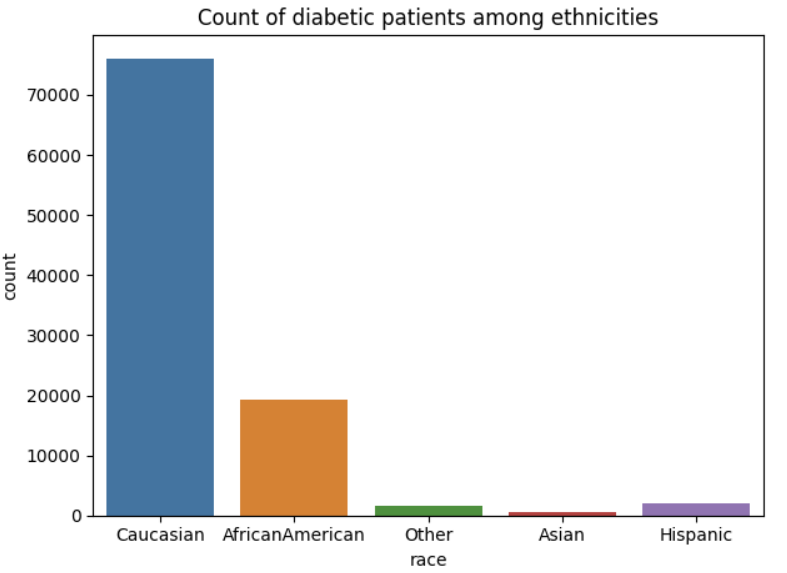 Count of diabetic patients among ethnicities
count
70000
60000
50000
40000
30000
20000
10000
0
Caucasian AfricanAmerican Other Asian Hispanic
race